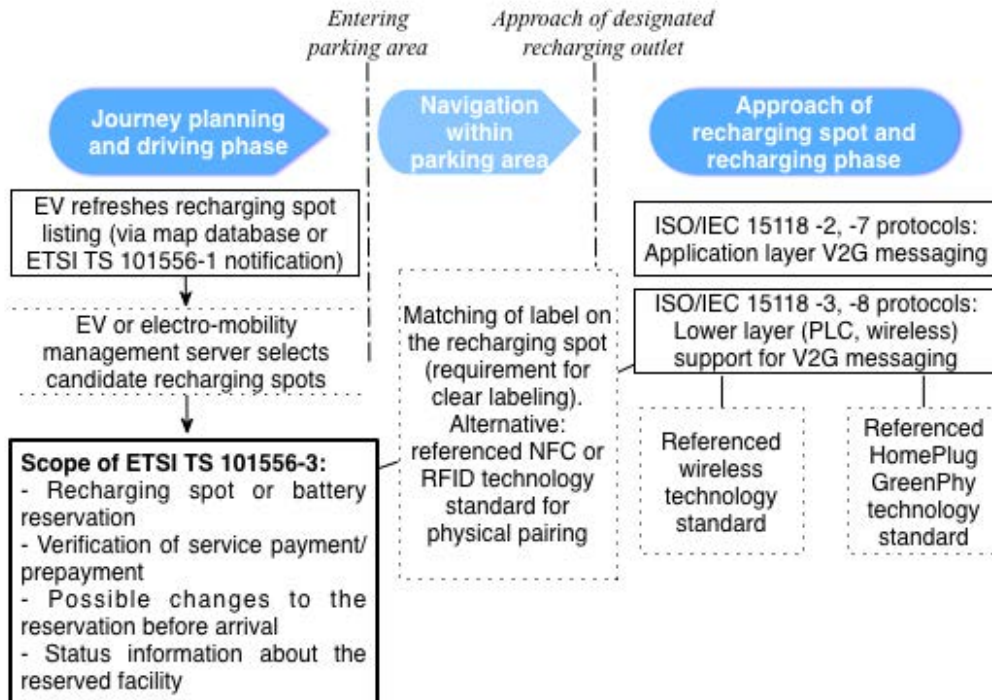 Entering
parking area
Approach of designated
recharging outlet
Journey planning
and driving phase
Navigation
within
parking area
Approach of
recharging spot and
recharging phase
EV refreshes recharging spot
listing (via map database or
ETSI TS 101556-1 notification)
EV or electro-mobility
management server selects
candidate recharging spots
Scope of ETSI TS 101556-3:
- Recharging spot or battery
reservation
- Verification of service payment/
prepayment
- Possible changes to the
reservation before arrival
- Status information about the
reserved facility
Matching of label on
the recharging spot
(requirement for
clear labeling).
Alternative:
referenced NFC or
RFID technology
standard for
physical pairing
ISO/IEC 15118 -2, -7 protocols:
Application layer V2G messaging
ISO/IEC 15118 -3, -8 protocols:
Lower layer (PLC, wireless)
support for V2G messaging
Referenced
wireless
technology
standard
Referenced
HomePlug
GreenPhy
technology
standard